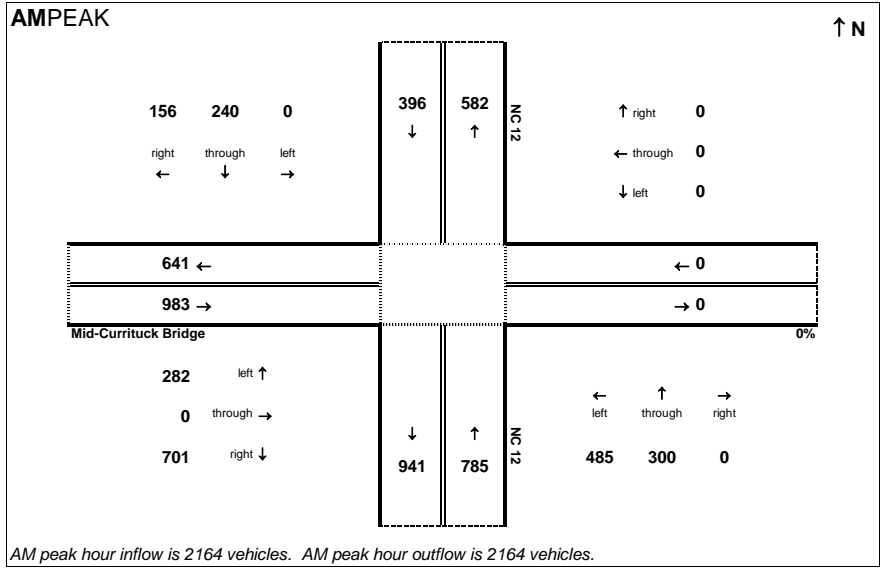 AMPEAK
↑ N
156 240 0
right through left
← ↓ →
396 582
↓ ↑
NC 12
↑ right 0
← through 0
↓ left 0
641 ←
983 →
← 0
→ 0
Mid-Currituck Bridge
0%
282 left ↑
0 through →
701 right ↓
↓ ↑
941 785
NC 12
← ↑ →
left through right
485 300 0
AM peak hour inflow is 2164 vehicles. AM peak hour outflow is 2164 vehicles.